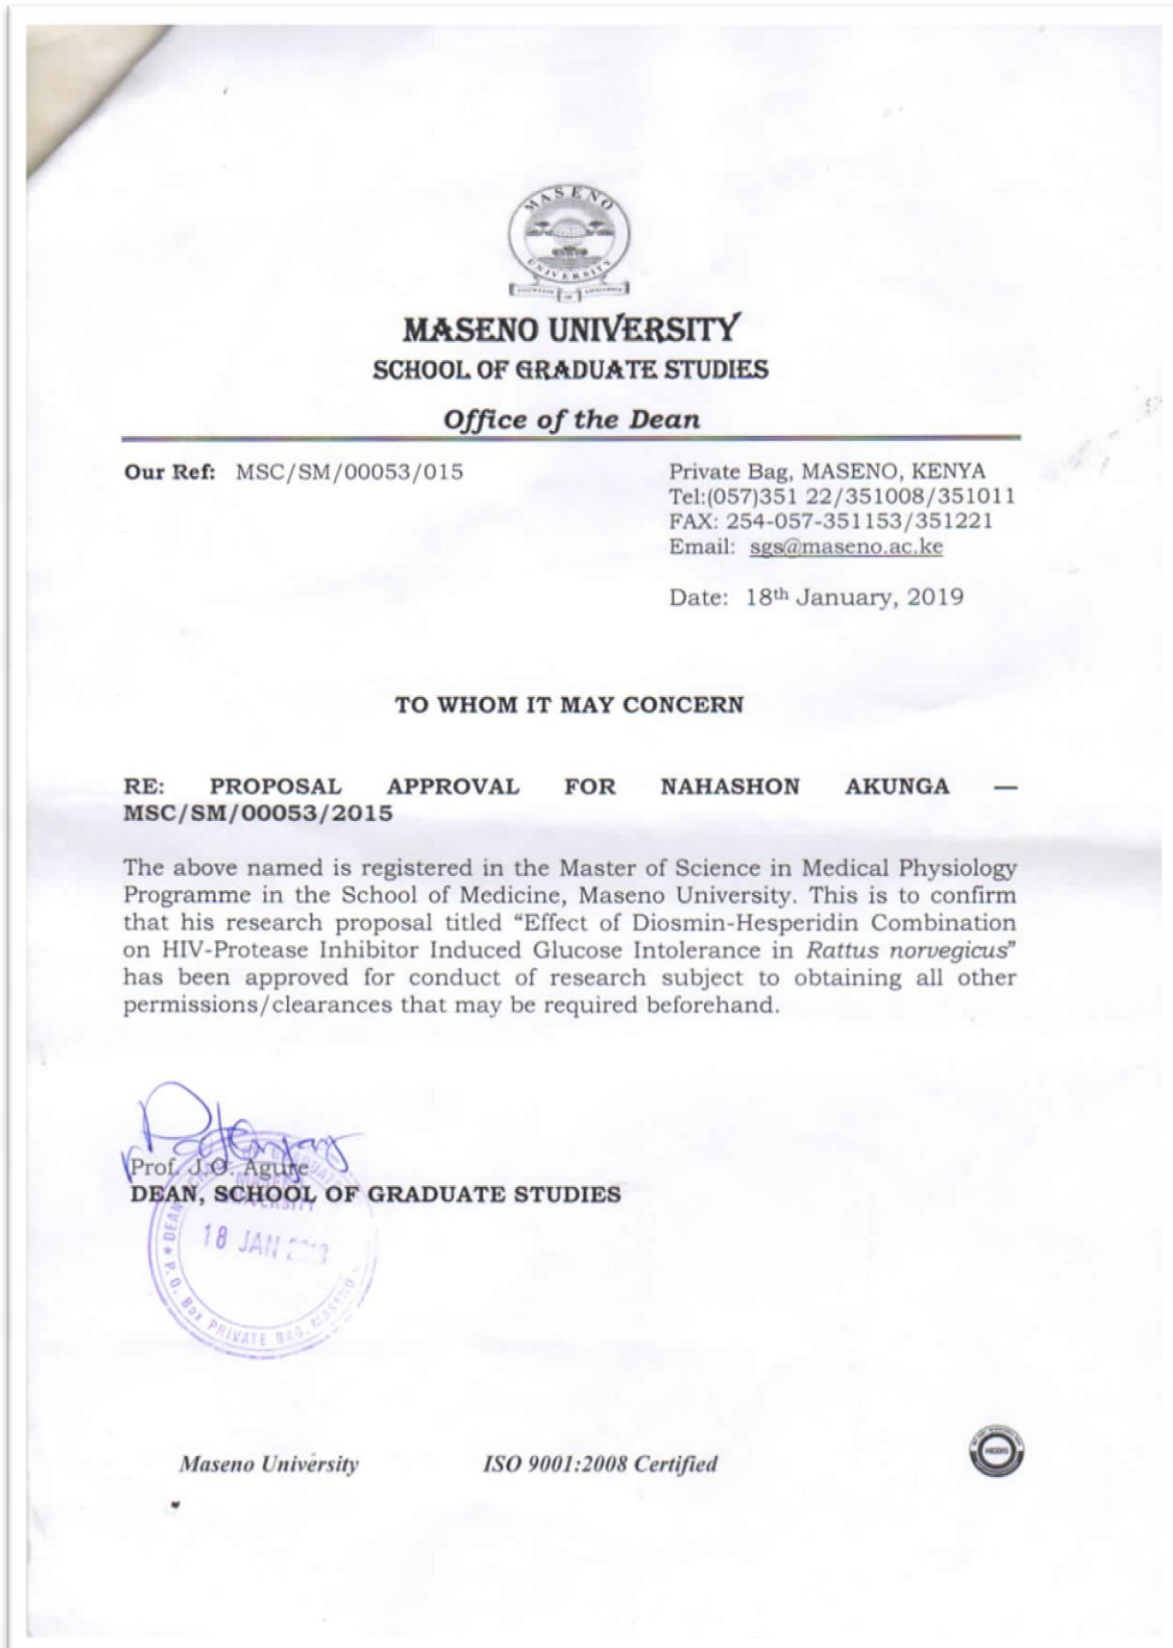 MASENO
UNIVERSITY
MASENO UNIVERSITY
SCHOOL OF GRADUATE STUDIES
Office of the Dean
Our Ref: MSC/SM/00053/015
Private Bag, MASENO, KENYA
Tel:(057)351 22/351008/351011
FAX: 254-057-351153/351221
Email: sgs@maseno.ac.ke
Date: 18th January, 2019
TO WHOM IT MAY CONCERN
RE: PROPOSAL APPROVAL FOR NAHASHON AKUNGA —
MSC/SM/00053/2015
The above named is registered in the Master of Science in Medical Physiology
Programme in the School of Medicine, Maseno University. This is to confirm
that his research proposal titled “Effect of Diosmin-Hesperidin Combination
on HIV-Protease Inhibitor Induced Glucose Intolerance in Rattus norvegicus”
has been approved for conduct of research subject to obtaining all other
permissions/clearances that may be required beforehand.
Prof. J.O. Agure
DEAN, SCHOOL OF GRADUATE STUDIES
18 JAN
P.O. Box PRIVATE BAG, MASENO
Maseno University ISO 9001:2008 Certified